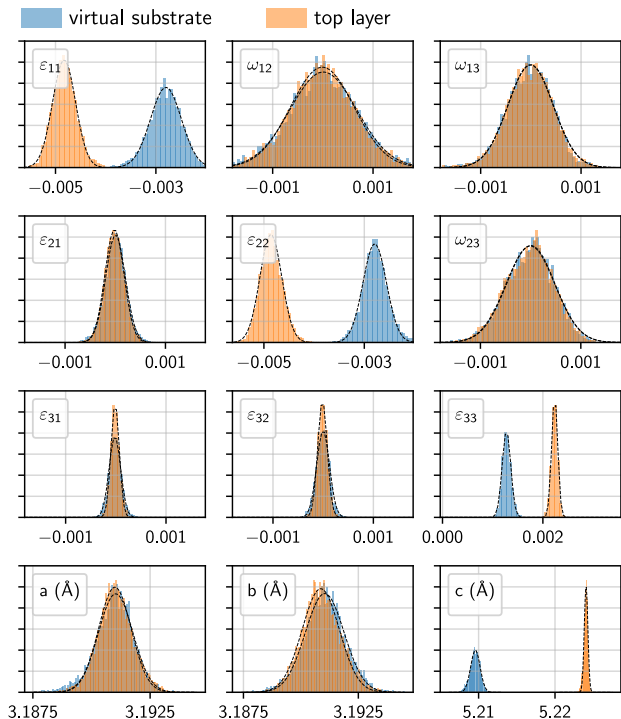 virtual substrate top layer
ε11 ω12 ω13
−0.005 −0.003 −0.001 0.001 −0.001 0.001
ε21 ε22 ω23
−0.001 0.001 −0.005 −0.003 −0.001 0.001
ε31 ε32 ε33
−0.001 0.001 −0.001 0.001 0.000 0.002
a (Å) b (Å) c (Å)
3.1875 3.1925 3.1875 3.1925 5.21 5.22